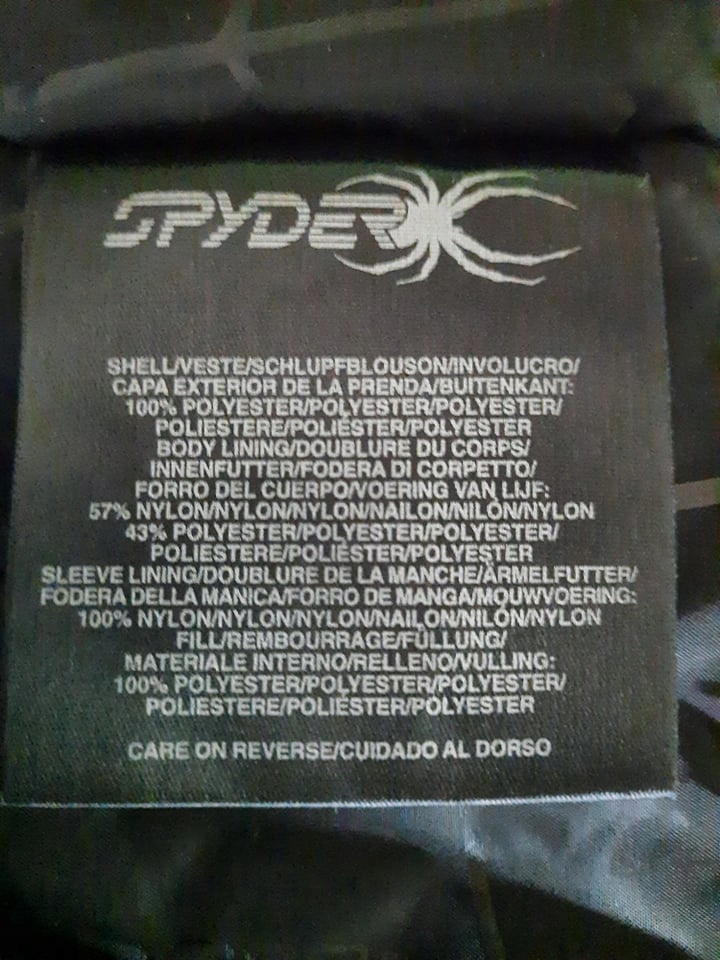 SPYDER
SHELL/VESTE/SCHLUPFBLOUSON/INVOLUCRO/
CAPA EXTERIOR DE LA PRENDA/BUITENKANT:
100% POLYESTER/POLYESTER/POLYESTER/
POLIESTERE/POLIÉSTER/POLYESTER
BODY LINING/DOUBLURE DU CORPS/
INNENFUTTER/FODERA DI CORPETTO/
FORRO DEL CUERPO/VOERING VAN LIJF:
57% NYLON/NYLON/NYLON/NAILON/NILÓN/NYLON
43% POLYESTER/POLYESTER/POLYESTER/
POLIESTERE/POLIÉSTER/POLYESTER
SLEEVE LINING/DOUBLURE DE LA MANCHE/ÄRMELFUTTER/
FODERA DELLA MANICA/FORRO DE MANGA/MOUWVOERING:
100% NYLON/NYLON/NYLON/NAILON/NILÓN/NYLON
FILL/REMBOURRAGE/FÜLLUNG/
MATERIALE INTERNO/RELLENO/VULLING:
100% POLYESTER/POLYESTER/POLYESTER/
POLIESTERE/POLIÉSTER/POLYESTER
CARE ON REVERSE/CUIDADO AL DORSO